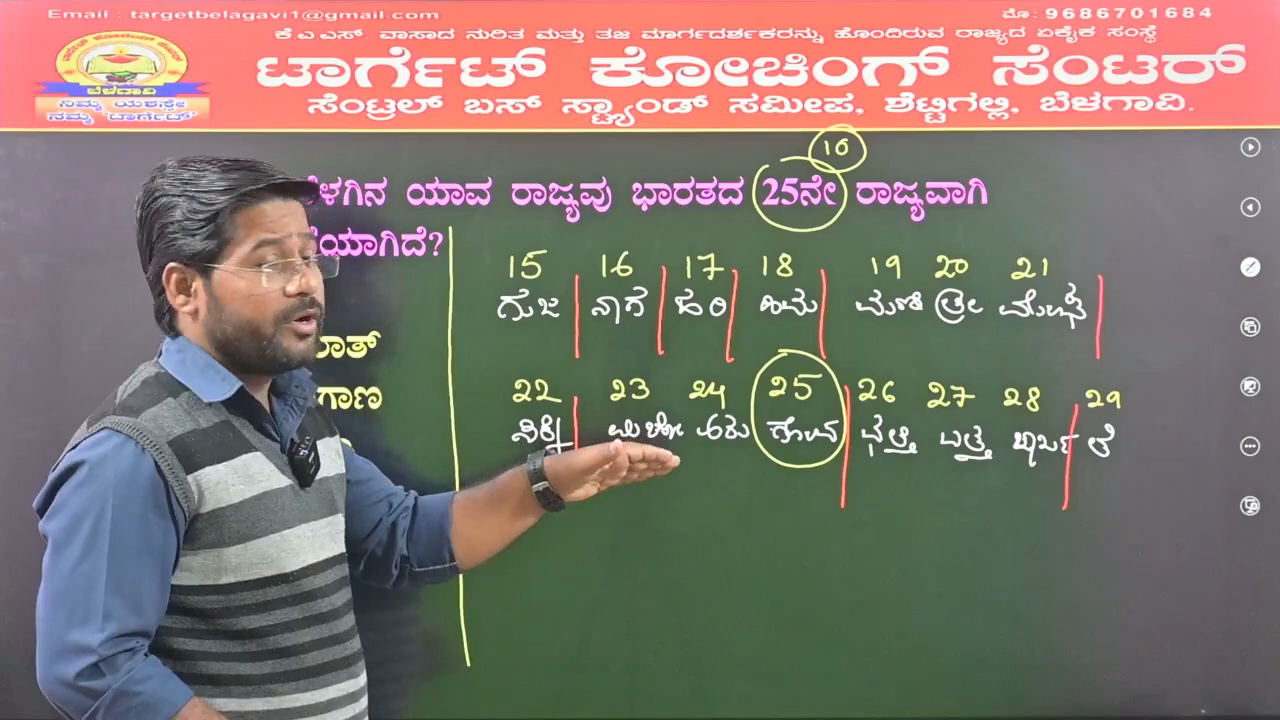 Email : targetbelagavi1@gmail.com
ಮೊ : 9686701684
ಕೆ.ಎ.ಎಸ್. ವಾಸಾದ ನುರಿತ ಮತ್ತು ತಜ್ಞ ಮಾರ್ಗದರ್ಶಕರನ್ನು ಹೊಂದಿರುವ ರಾಜ್ಯದ ಏಕೈಕ ಸಂಸ್ಥೆ
ಟಾರ್ಗೆಟ್ ಕೋಚಿಂಗ್ ಸೆಂಟರ್
ಸೆಂಟ್ರಲ್ ಬಸ್ ಸ್ಟ್ಯಾಂಡ್ ಸಮೀಪ, ಶೆಟ್ಟಿಗಲ್ಲಿ, ಬೆಳಗಾವಿ.
ಬೆಳಗಾವಿ
ನಿಮ್ಮ ಯಶಸ್ಸೇ
ನಮ್ಮ 'ಟಾರ್ಗೆಟ್'
10
ಳಗಿನ ಯಾವ ರಾಜ್ಯವು ಭಾರತದ 25ನೇ ರಾಜ್ಯವಾಗಿ
ಯಾಗಿದೆ?
15 16 17 18 19 20 21
ಗುಜ ನಾಗೆ ಹರಿ ಹಿಮ ಮಣಿ ತ್ರೀ ಮೇಘ
ರಾತ್
ಗಾಣ
22 23 24 25 26 27 28 29
ಸಿಕ್ಕಿ ಅರು ಗೋವ ಛತ್ತಿ ಜಾರ್ಖ ತೆ